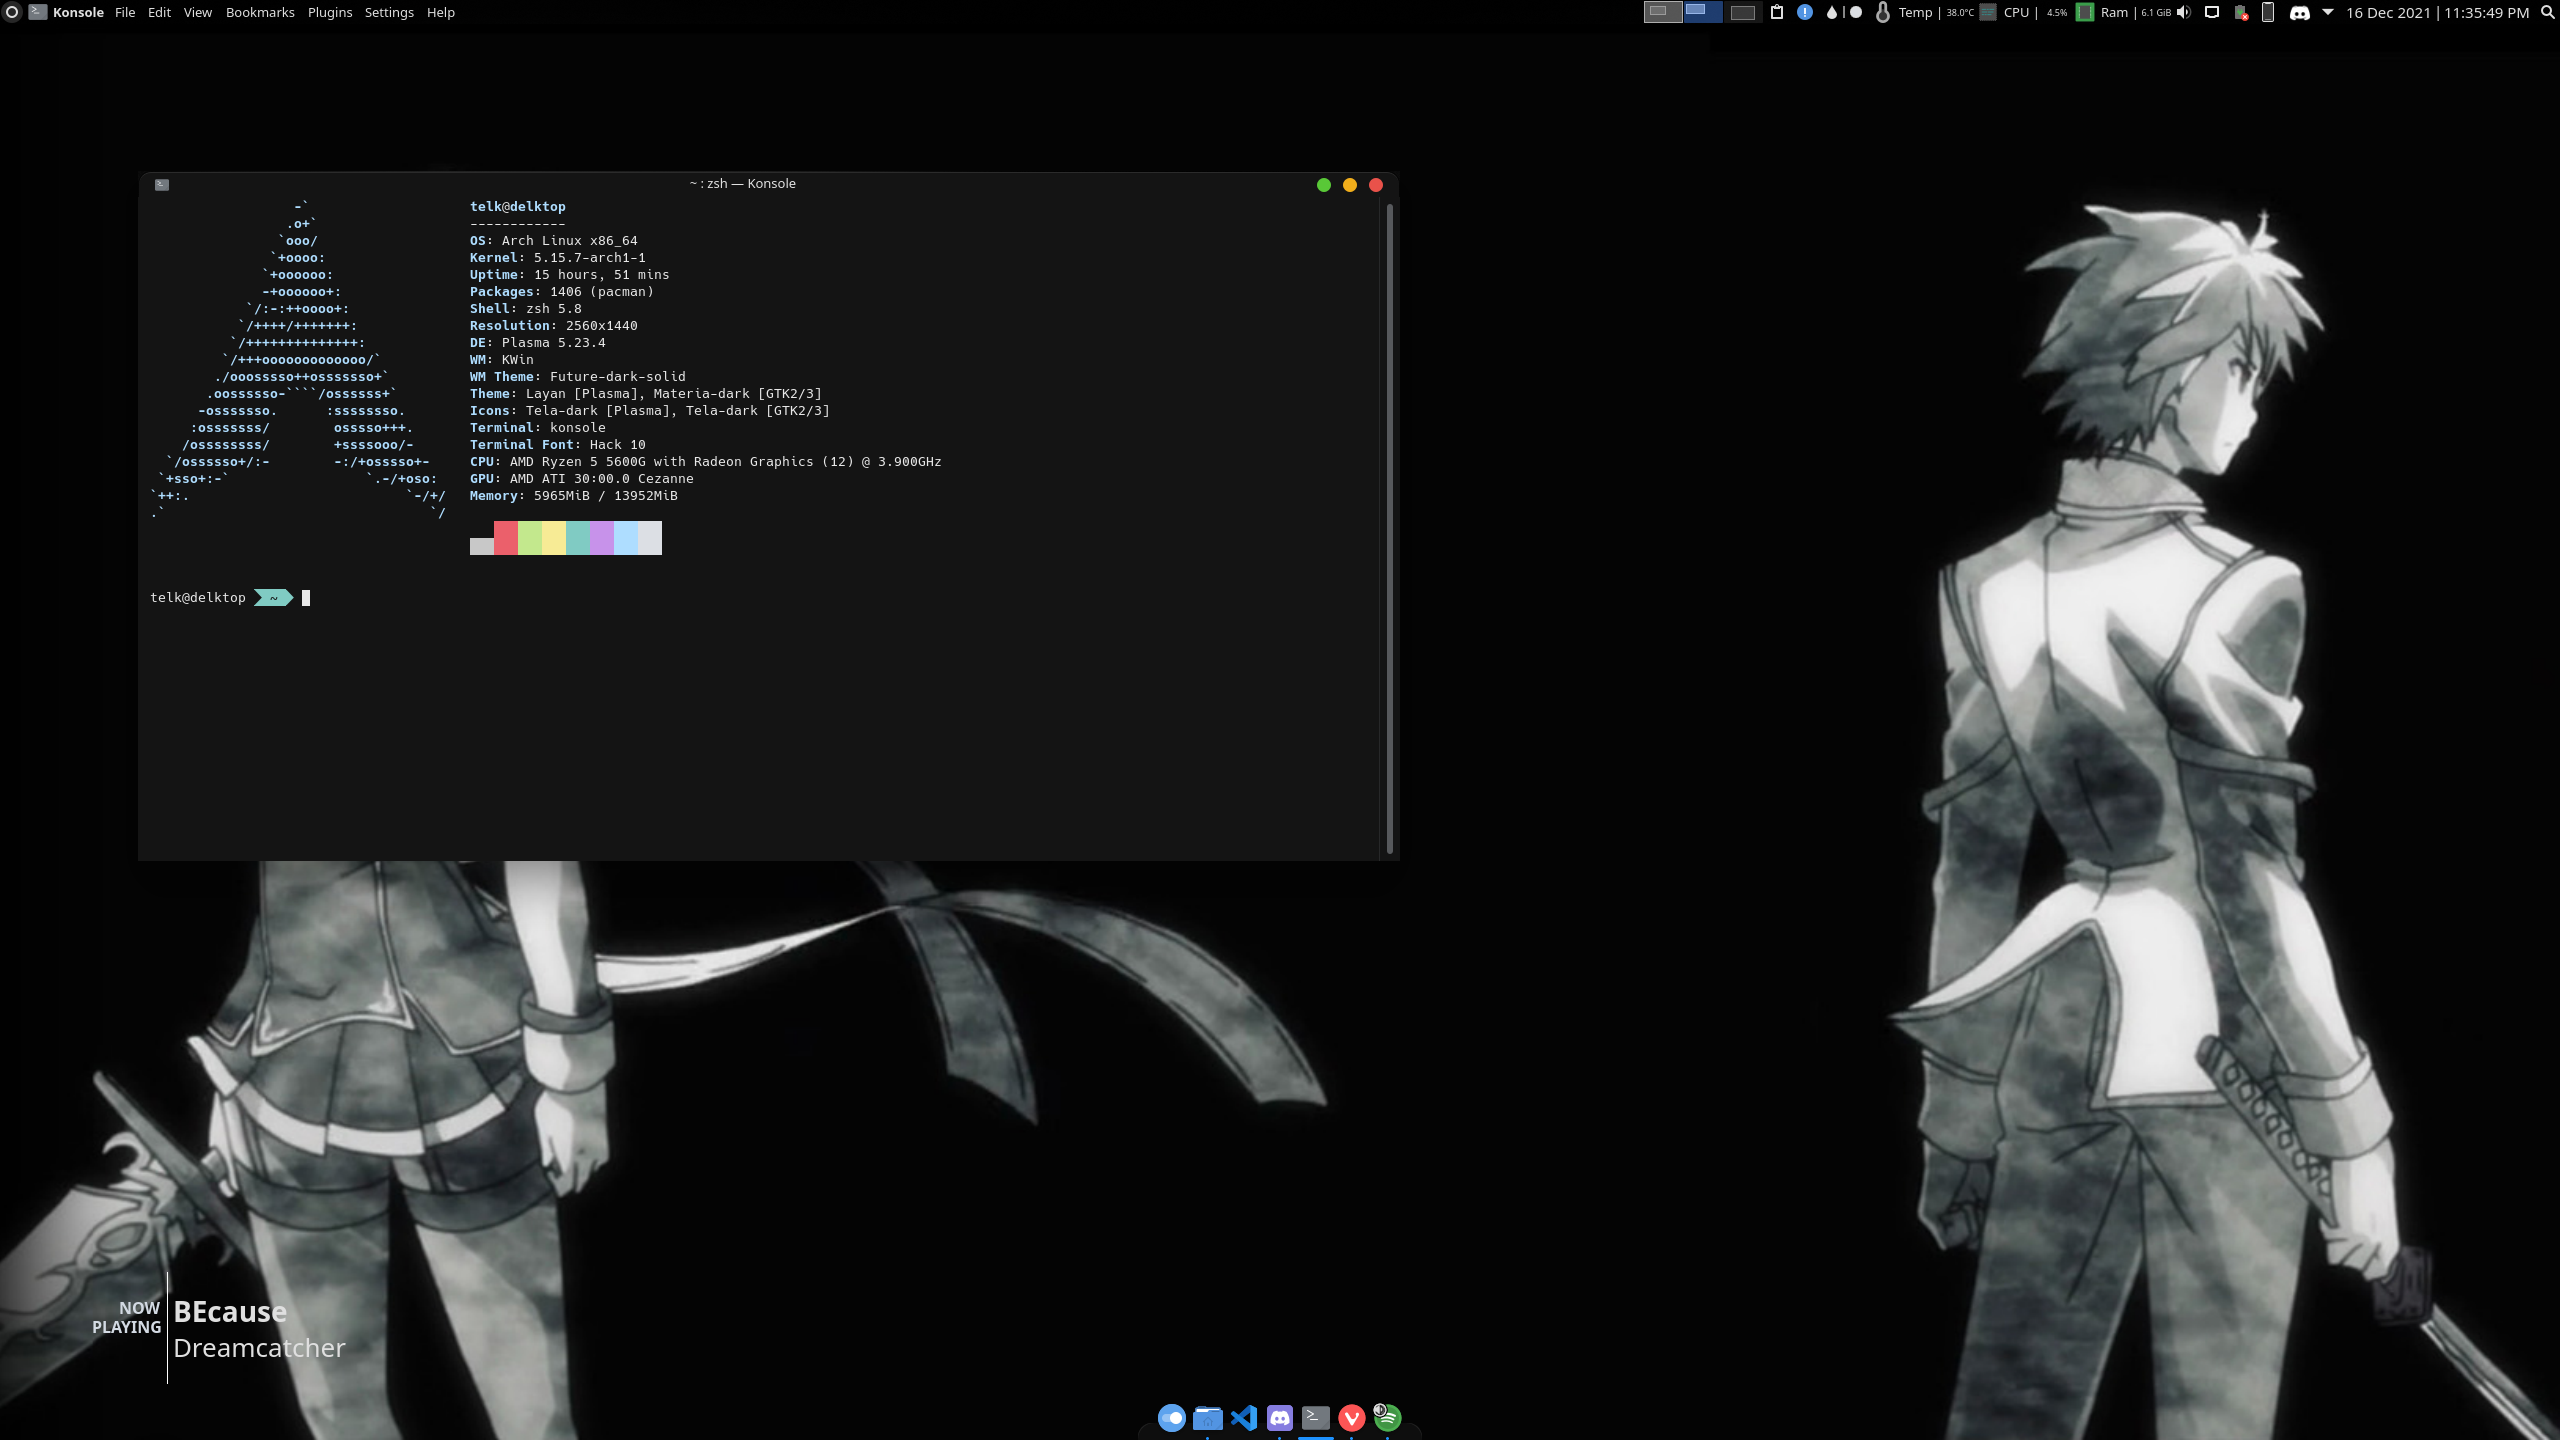 Konsole File Edit View Bookmarks Plugins Settings Help
Temp | 38.0°C CPU | 4.5% Ram | 6.1 GiB 16 Dec 2021 | 11:35:49 PM
~ : zsh — Konsole
-`
.o+`
`ooo/
`+oooo:
`+oooooo:
-+oooooo+:
`/:-:++oooo+:
`/++++/+++++++:
`/++++++++++++++:
`/+++ooooooooooooo/`
./ooosssso++osssssso+`
.oossssso-````/ossssss+`
-osssssso.      :ssssssso.
:osssssss/        osssso+++.
/ossssssss/        +ssssooo/-
`/ossssso+/:-        -:/+osssso+-
`+sso+:-`                 `.-/+oso:
`++:.                           `-/+/
.`                                 `/
telk@delktop
------------
OS: Arch Linux x86_64
Kernel: 5.15.7-arch1-1
Uptime: 15 hours, 51 mins
Packages: 1406 (pacman)
Shell: zsh 5.8
Resolution: 2560x1440
DE: Plasma 5.23.4
WM: KWin
WM Theme: Future-dark-solid
Theme: Layan [Plasma], Materia-dark [GTK2/3]
Icons: Tela-dark [Plasma], Tela-dark [GTK2/3]
Terminal: konsole
Terminal Font: Hack 10
CPU: AMD Ryzen 5 5600G with Radeon Graphics (12) @ 3.900GHz
GPU: AMD ATI 30:00.0 Cezanne
Memory: 5965MiB / 13952MiB
telk@delktop ~
NOW
PLAYING
BEcause
Dreamcatcher